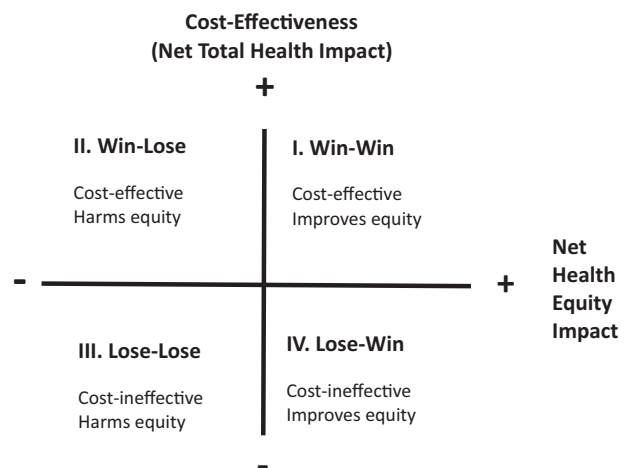 Cost-Effectiveness
(Net Total Health Impact)
+
II. Win-Lose
Cost-effective
Harms equity
I. Win-Win
Cost-effective
Improves equity
-
+
Net
Health
Equity
Impact
III. Lose-Lose
Cost-ineffective
Harms equity
IV. Lose-Win
Cost-ineffective
Improves equity
-